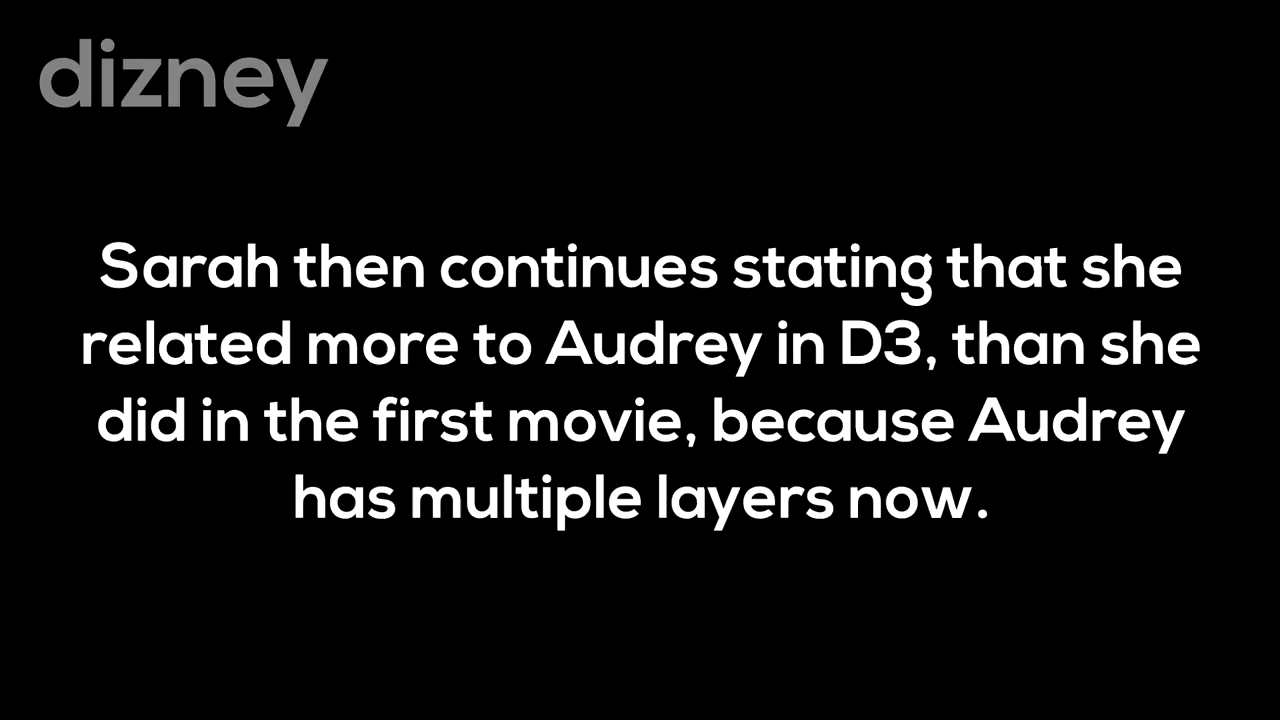 dizney
Sarah then continues stating that she
related more to Audrey in D3, than she
did in the first movie, because Audrey
has multiple layers now.